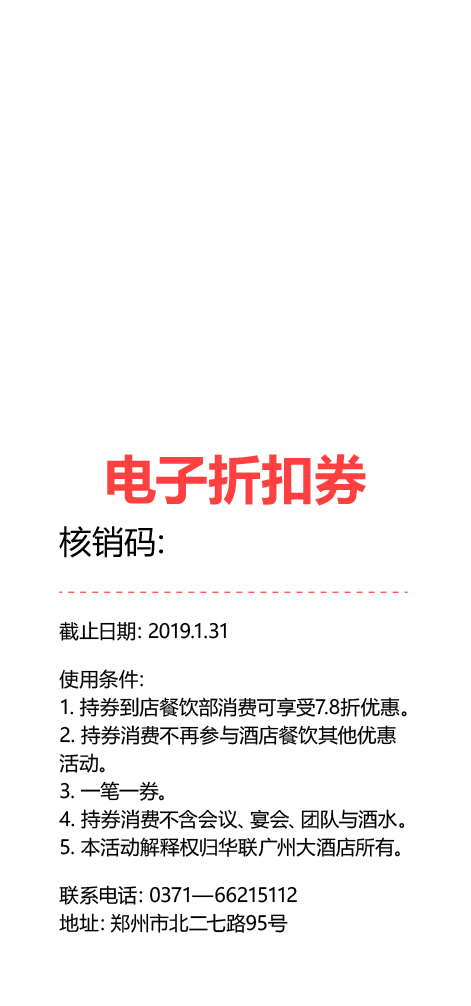 电子折扣券
核销码:
截止日期: 2019.1.31
使用条件:
1. 持券到店餐饮部消费可享受7.8折优惠。
2. 持券消费不再参与酒店餐饮其他优惠
活动。
3. 一笔一券。
4. 持券消费不含会议、宴会、团队与酒水。
5. 本活动解释权归华联广州大酒店所有。
联系电话: 0371—66215112
地址: 郑州市北二七路95号